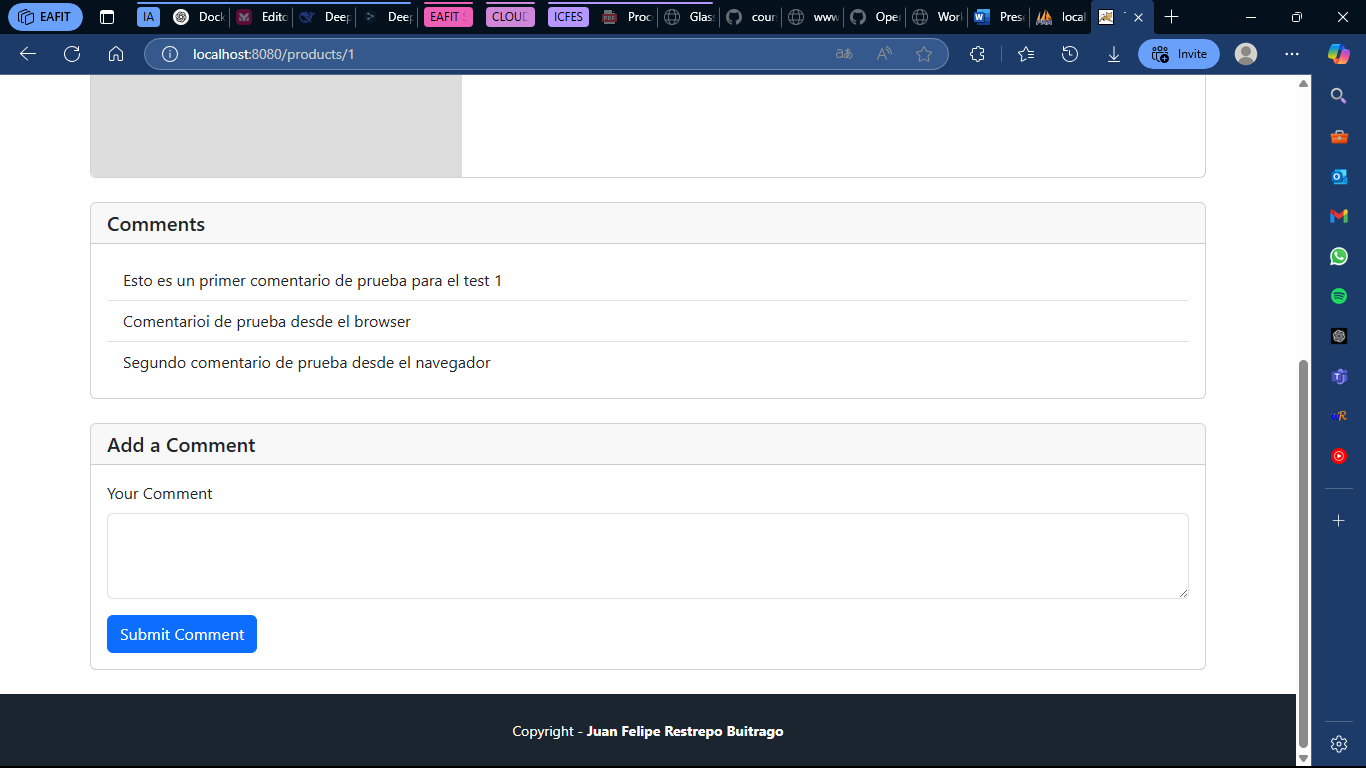 EAFIT
IA
Dock
Edito
Deep
Deep
EAFIT S
CLOUD
ICFES
Proc
Glas
cour
www
Oper
Wor
Prese
local
localhost:8080/products/1
Invite
Comments
Esto es un primer comentario de prueba para el test 1
Comentarioi de prueba desde el browser
Segundo comentario de prueba desde el navegador
Add a Comment
Your Comment
Submit Comment
Copyright - Juan Felipe Restrepo Buitrago